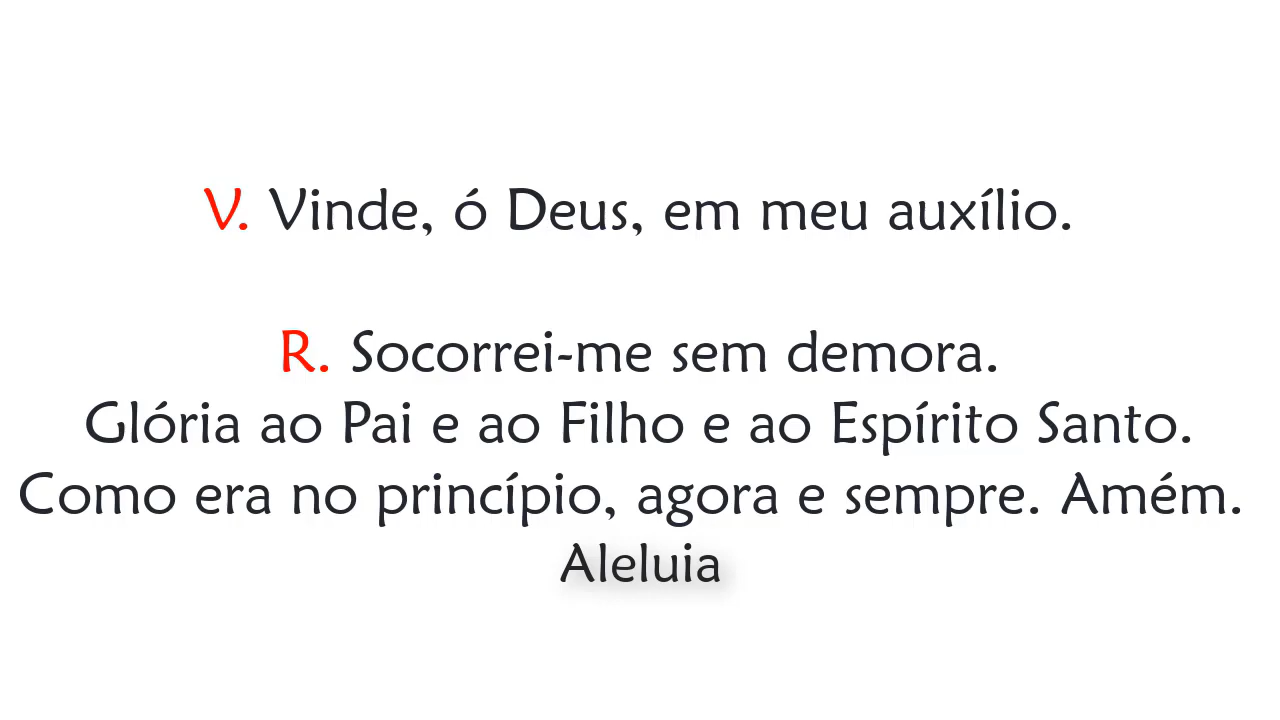 V. Vinde, ó Deus, em meu auxílio.
R. Socorrei-me sem demora.
Glória ao Pai e ao Filho e ao Espírito Santo.
Como era no princípio, agora e sempre. Amém.
Aleluia